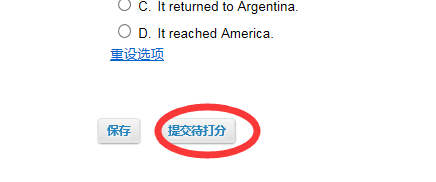 C. It returned to Argentina.
D. It reached America.
重设选项
保存 提交待打分